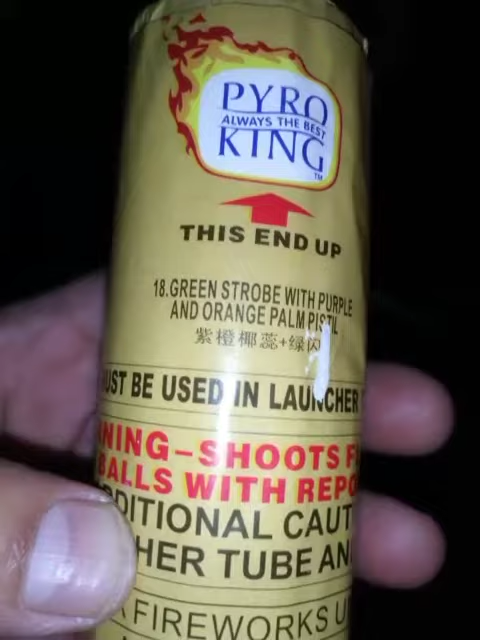 PYRO
ALWAYS THE BEST
KING
TM
THIS END UP
18.GREEN STROBE WITH PURPLE
AND ORANGE PALM PISTIL
紫橙椰蕊+绿闪
UST BE USED IN LAUNCHER
NING-SHOOTS F
BALLS WITH REPO
DITIONAL CAUT
HER TUBE AN
FIREWORKS U